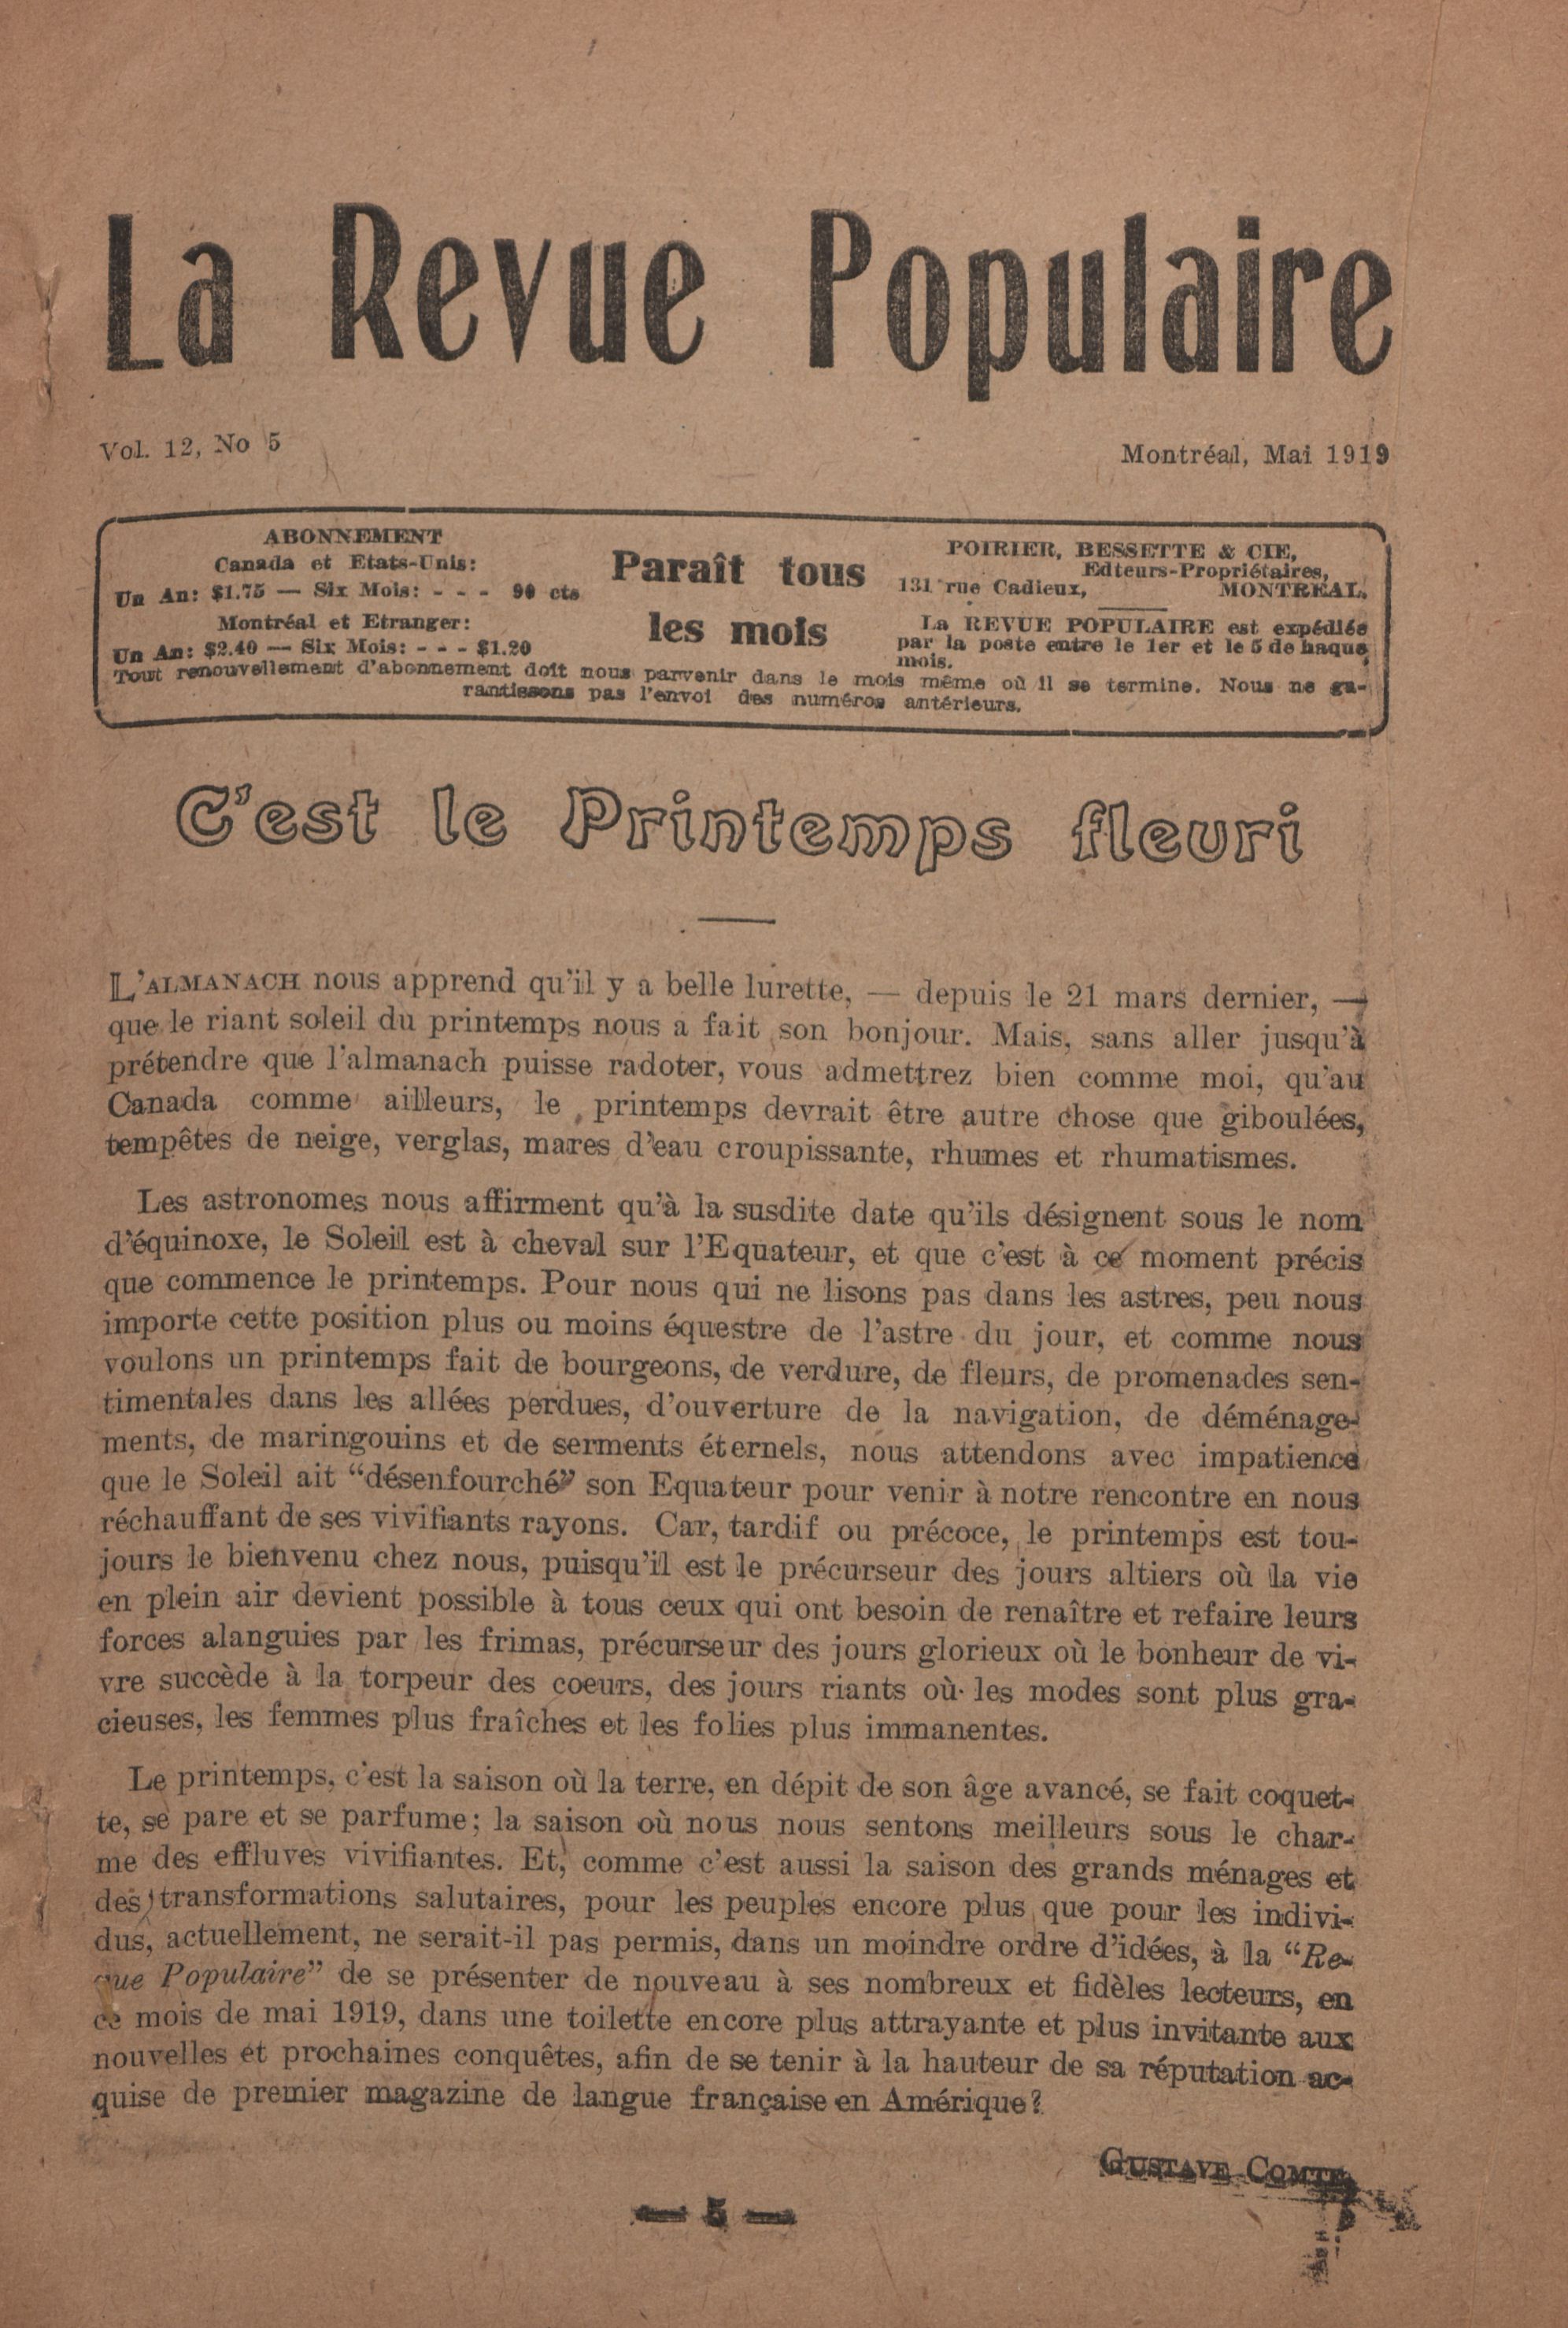 La Revue Populaire
Vol. 12, No 5
Montréal, Mai 1919
ABONNEMENT
Canada et Etats-Unis:
Un An: $1.75 — Six Mois: - - - 90 cts
Montréal et Etranger:
Un An: $2.40 — Six Mois: - - - $1.20
Paraît tous
les mois
POIRIER, BESSETTE & CIE,
Edteurs-Propriétaires,
131 rue Cadieux, MONTREAL.
La REVUE POPULAIRE est expédiée
par la poste entre le 1er et le 5 de haque
mois.
Tout renouvellement d'abonnement doit nous parvenir dans le mois même où il se termine. Nous ne ga-
rantissons pas l'envoi des numéros antérieurs.
C'est le Printemps fleuri
L'ALMANACH nous apprend qu'il y a belle lurette, — depuis le 21 mars dernier, —
que le riant soleil du printemps nous a fait son bonjour. Mais, sans aller jusqu'à
prétendre que l'almanach puisse radoter, vous admettrez bien comme moi, qu'au
Canada comme ailleurs, le printemps devrait être autre chose que giboulées,
tempêtes de neige, verglas, mares d'eau croupissante, rhumes et rhumatismes.
Les astronomes nous affirment qu'à la susdite date qu'ils désignent sous le nom
d'équinoxe, le Soleil est à cheval sur l'Equateur, et que c'est à ce moment précis
que commence le printemps. Pour nous qui ne lisons pas dans les astres, peu nous
importe cette position plus ou moins équestre de l'astre du jour, et comme nous
voulons un printemps fait de bourgeons, de verdure, de fleurs, de promenades sen-
timentales dans les allées perdues, d'ouverture de la navigation, de déménage-
ments, de maringouins et de serments éternels, nous attendons avec impatience
que le Soleil ait "désenfourché" son Equateur pour venir à notre rencontre en nous
réchauffant de ses vivifiants rayons. Car, tardif ou précoce, le printemps est tou-
jours le bienvenu chez nous, puisqu'il est le précurseur des jours altiers où la vie
en plein air devient possible à tous ceux qui ont besoin de renaître et refaire leurs
forces alanguies par les frimas, précurseur des jours glorieux où le bonheur de vi-
vre succède à la torpeur des coeurs, des jours riants où les modes sont plus gra-
cieuses, les femmes plus fraîches et les folies plus immanentes.
Le printemps, c'est la saison où la terre, en dépit de son âge avancé, se fait coquet-
te, se pare et se parfume; la saison où nous nous sentons meilleurs sous le char-
me des effluves vivifiantes. Et, comme c'est aussi la saison des grands ménages et
des transformations salutaires, pour les peuples encore plus que pour les indivi-
dus, actuellement, ne serait-il pas permis, dans un moindre ordre d'idées, à la "Re-
vue Populaire" de se présenter de nouveau à ses nombreux et fidèles lecteurs, en
ce mois de mai 1919, dans une toilette encore plus attrayante et plus invitante aux
nouvelles et prochaines conquêtes, afin de se tenir à la hauteur de sa réputation ac-
quise de premier magazine de langue française en Amérique?
GUSTAVE COMTE.
— 5 —